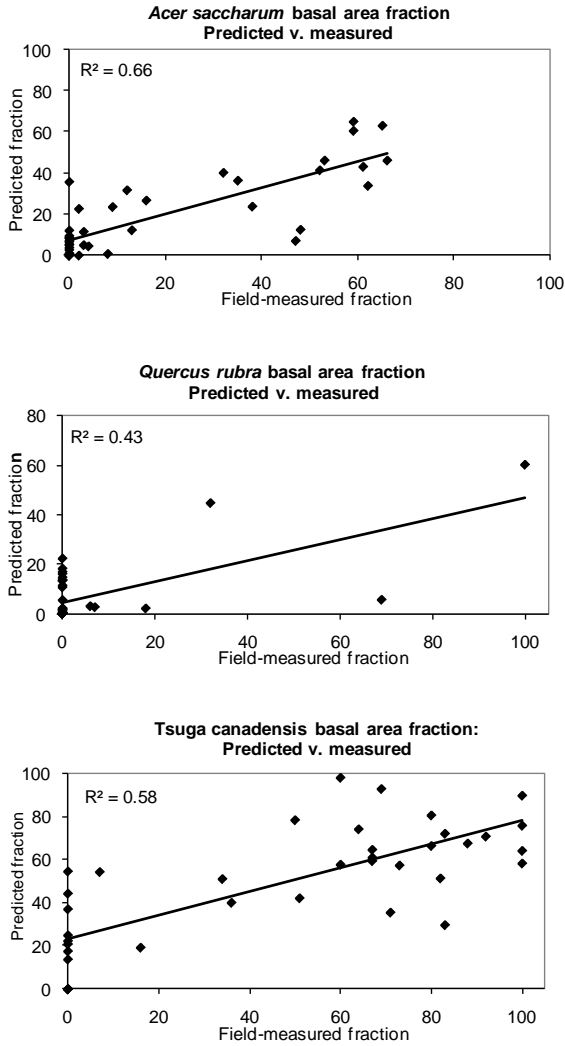 Acer saccharum basal area fraction
Predicted v. measured
R² = 0.66
Predicted fraction
100
80
60
40
20
0
0 20 40 60 80 100
Field-measured fraction
Quercus rubra basal area fraction
Predicted v. measured
R² = 0.43
Predicted fraction
80
60
40
20
0
0 20 40 60 80 100
Field-measured fraction
Tsuga canadensis basal area fraction:
Predicted v. measured
R² = 0.58
Predicted fraction
100
80
60
40
20
0
0 20 40 60 80 100
Field-measured fraction